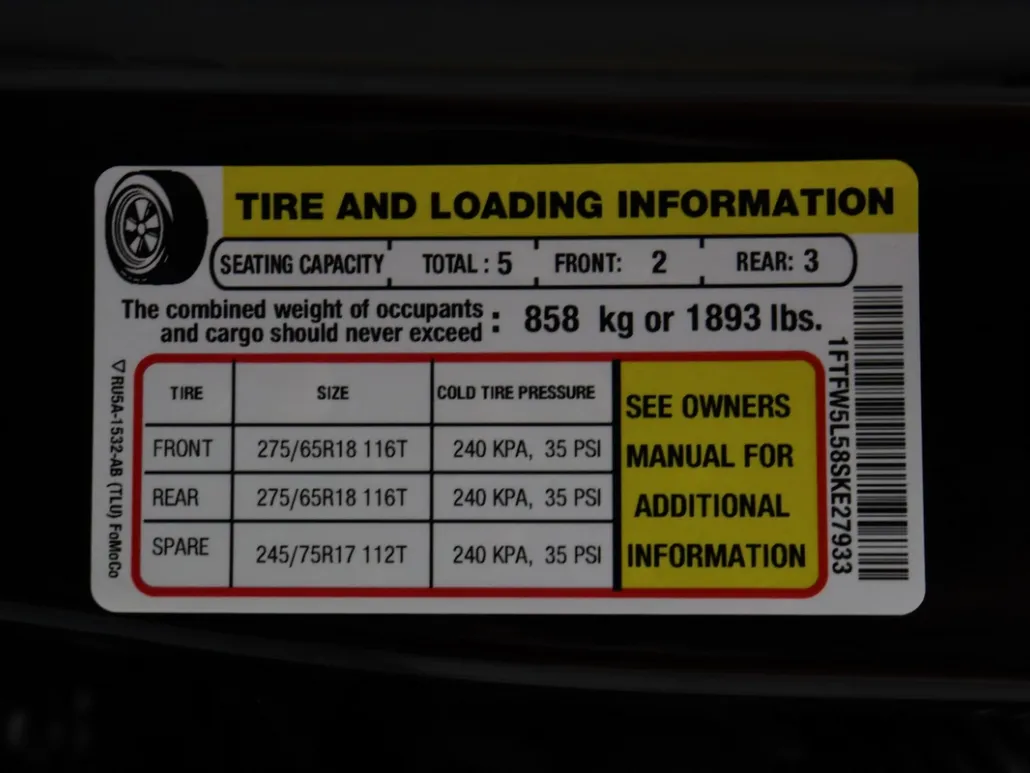 TIRE AND LOADING INFORMATION
SEATING CAPACITY TOTAL : 5 FRONT: 2 REAR: 3
The combined weight of occupants
and cargo should never exceed : 858 kg or 1893 lbs.
TIRE SIZE COLD TIRE PRESSURE
FRONT 275/65R18 116T 240 KPA, 35 PSI
REAR 275/65R18 116T 240 KPA, 35 PSI
SPARE 245/75R17 112T 240 KPA, 35 PSI
SEE OWNERS
MANUAL FOR
ADDITIONAL
INFORMATION
1FTFW5L58SKE27933
▽RU5A-1532-AB (TLU) FoMoCo